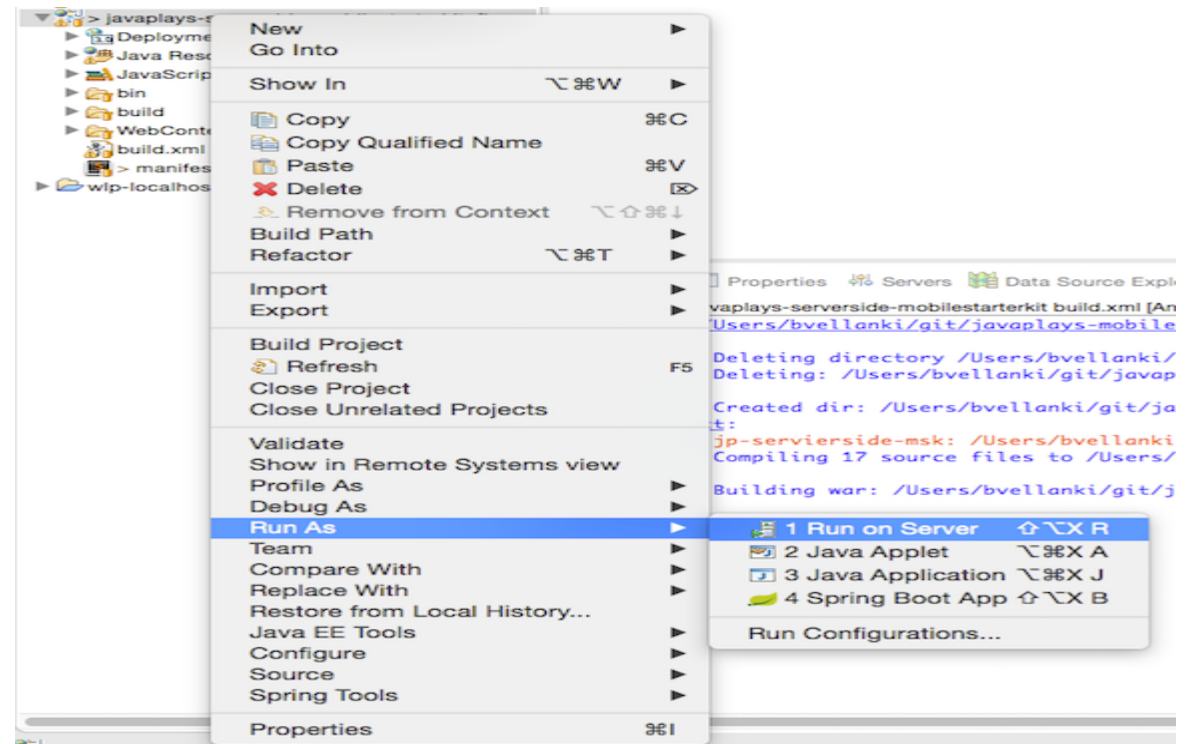 > javaplays-s
Deployme
Java Reso
JavaScrip
bin
build
WebConte
build.xml
> manifes
wlp-localhos
New
Go Into
Show In ⌥⌘W
Copy ⌘C
Copy Qualified Name
Paste ⌘V
Delete ⌦
Remove from Context ⌥⇧⌘↓
Build Path
Refactor ⌥⌘T
Import
Export
Build Project
Refresh F5
Close Project
Close Unrelated Projects
Validate
Show in Remote Systems view
Profile As
Debug As
Run As
Team
Compare With
Replace With
Restore from Local History...
Java EE Tools
Configure
Source
Spring Tools
Properties ⌘I
1 Run on Server ⇧⌥X R
2 Java Applet ⌥⌘X A
3 Java Application ⌥⌘X J
4 Spring Boot App ⇧⌥X B
Run Configurations...
Properties Servers Data Source Expl
vaplays-serverside-mobilestarterkit build.xml [An
Users/bvellanki/git/javaplays-mobile
Deleting directory /Users/bvellanki/
Deleting: /Users/bvellanki/git/javap
Created dir: /Users/bvellanki/git/ja
t:
jp-servierside-msk: /Users/bvellanki
Compiling 17 source files to /Users/
Building war: /Users/bvellanki/git/j